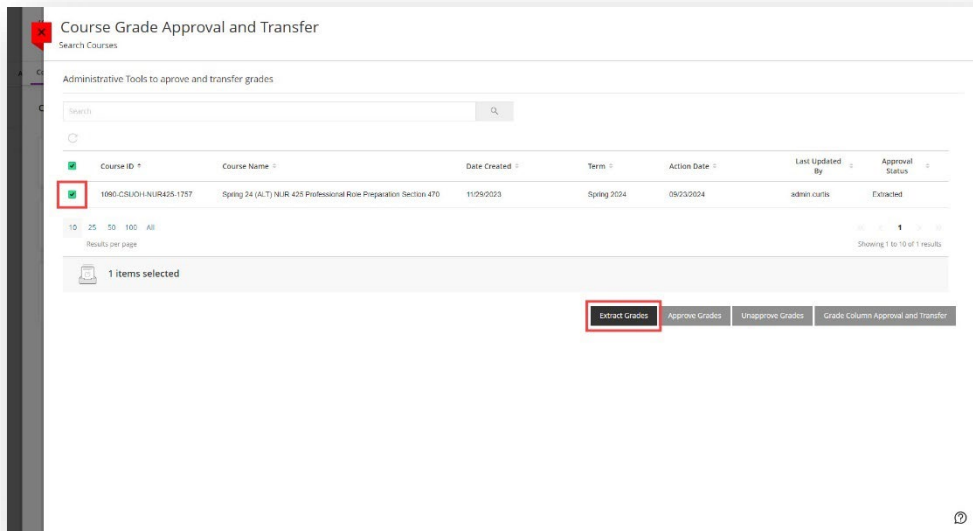 Course Grade Approval and Transfer
Search Courses
Administrative Tools to aprove and transfer grades
Search
Course ID Course Name Date Created Term Action Date Last Updated By Approval Status
1090-CSUOH-NUR425-1757 Spring 24 (ALT) NUR 425 Professional Role Preparation Section 470 11/29/2023 Spring 2024 09/23/2024 admin.curtis Extracted
10 25 50 100 All 1
Results per page Showing 1 to 10 of 1 results
1 items selected
Extract Grades Approve Grades Unapprove Grades Grade Column Approval and Transfer